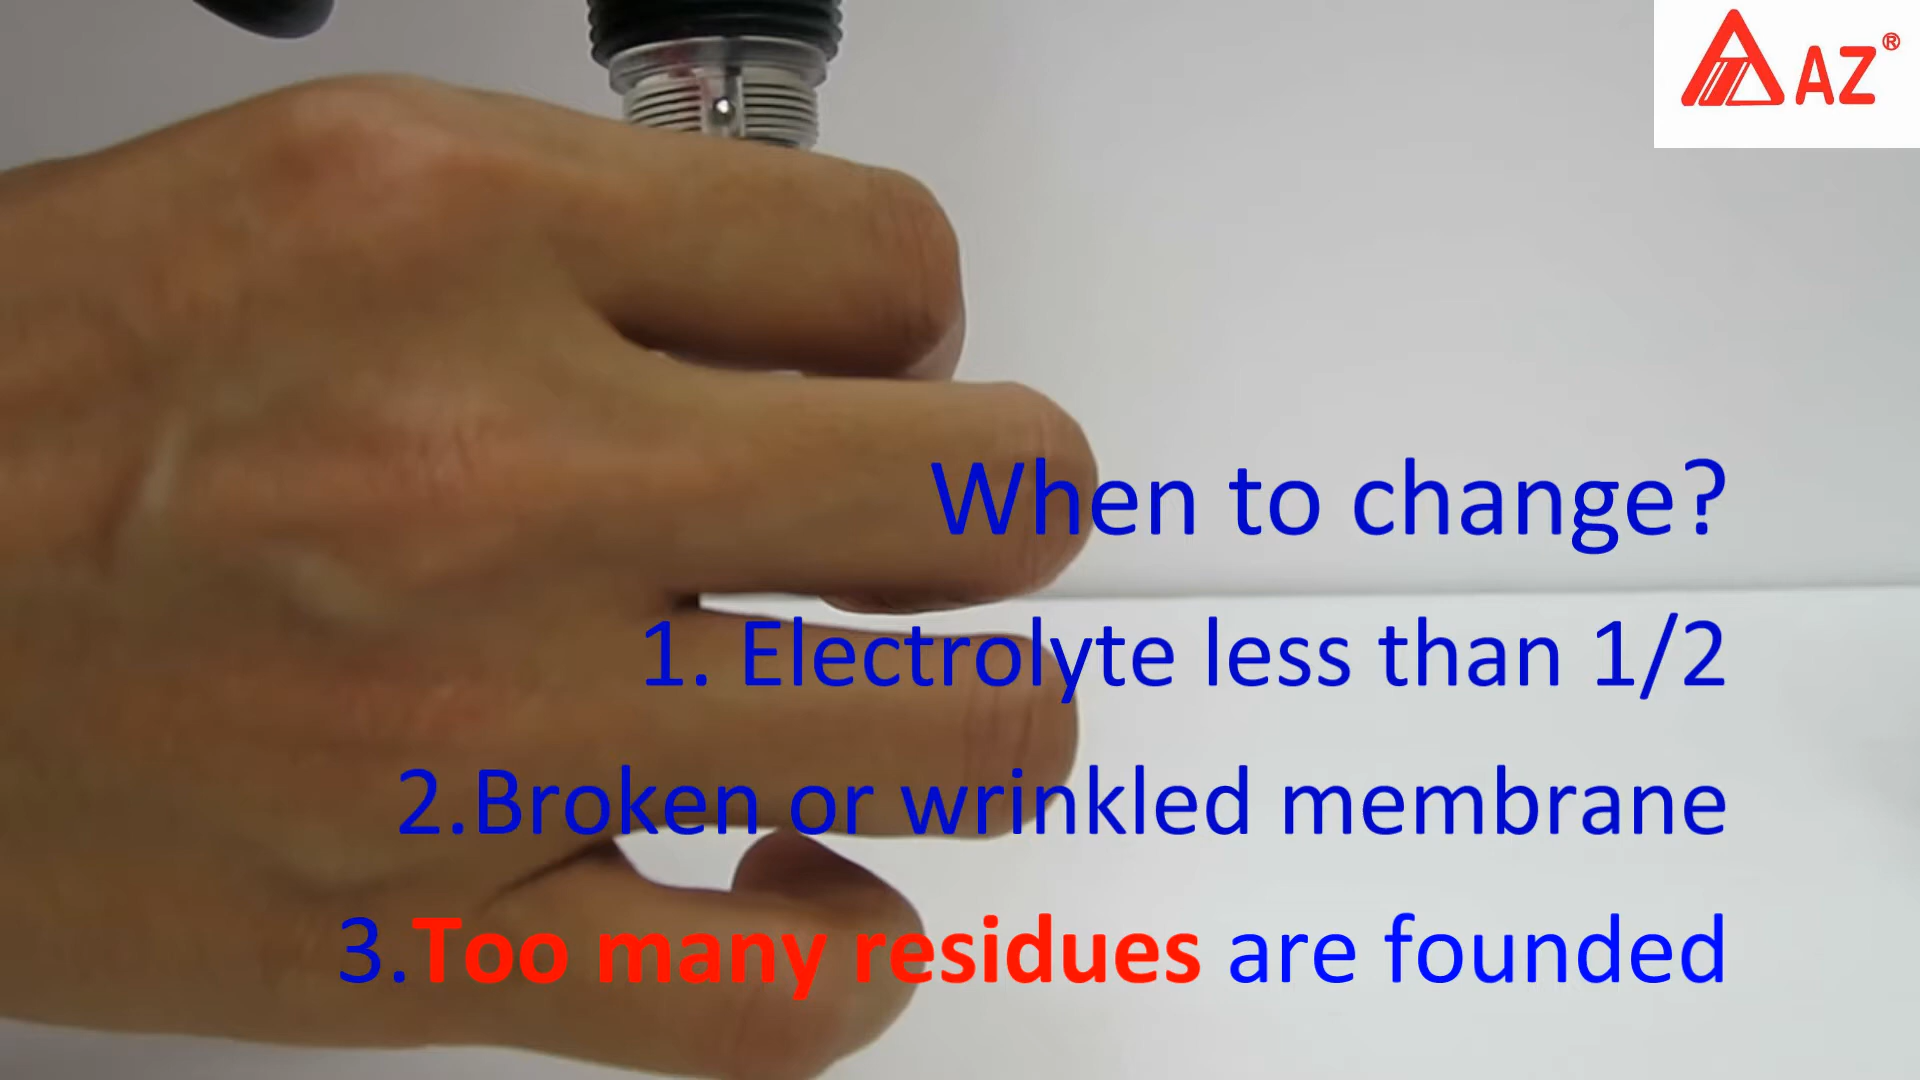 AZ®
When to change?
1. Electrolyte less than 1/2
2.Broken or wrinkled membrane
3.Too many residues are founded